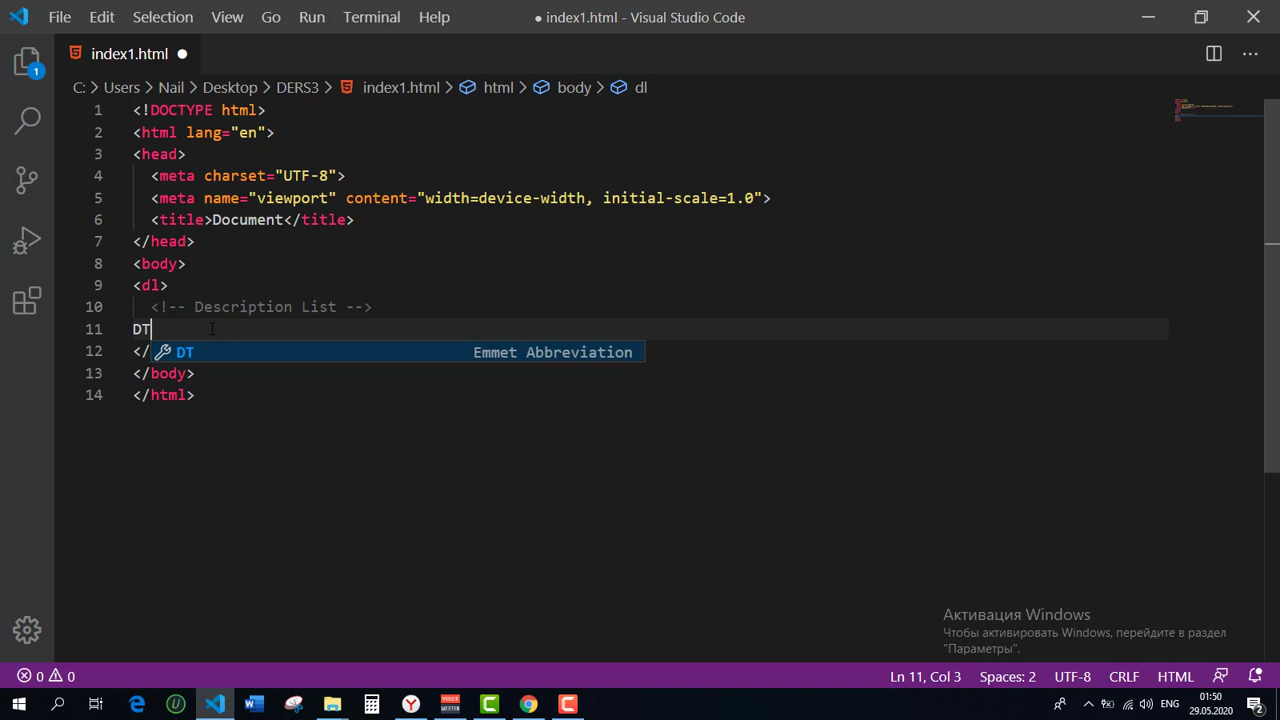 File Edit Selection View Go Run Terminal Help ● index1.html - Visual Studio Code
index1.html ●
C: > Users > Nail > Desktop > DERS3 > index1.html > html > body > dl
1 <!DOCTYPE html>
2 <html lang="en">
3 <head>
4 <meta charset="UTF-8">
5 <meta name="viewport" content="width=device-width, initial-scale=1.0">
6 <title>Document</title>
7 </head>
8 <body>
9 <dl>
10 <!-- Description List -->
11 DT
DT Emmet Abbreviation
12 </
13 </body>
14 </html>
1
Активация Windows
Чтобы активировать Windows, перейдите в раздел
"Параметры".
0 0 Ln 11, Col 3 Spaces: 2 UTF-8 CRLF HTML
VOICE MEETER ENG 01:50
29.05.2020 2